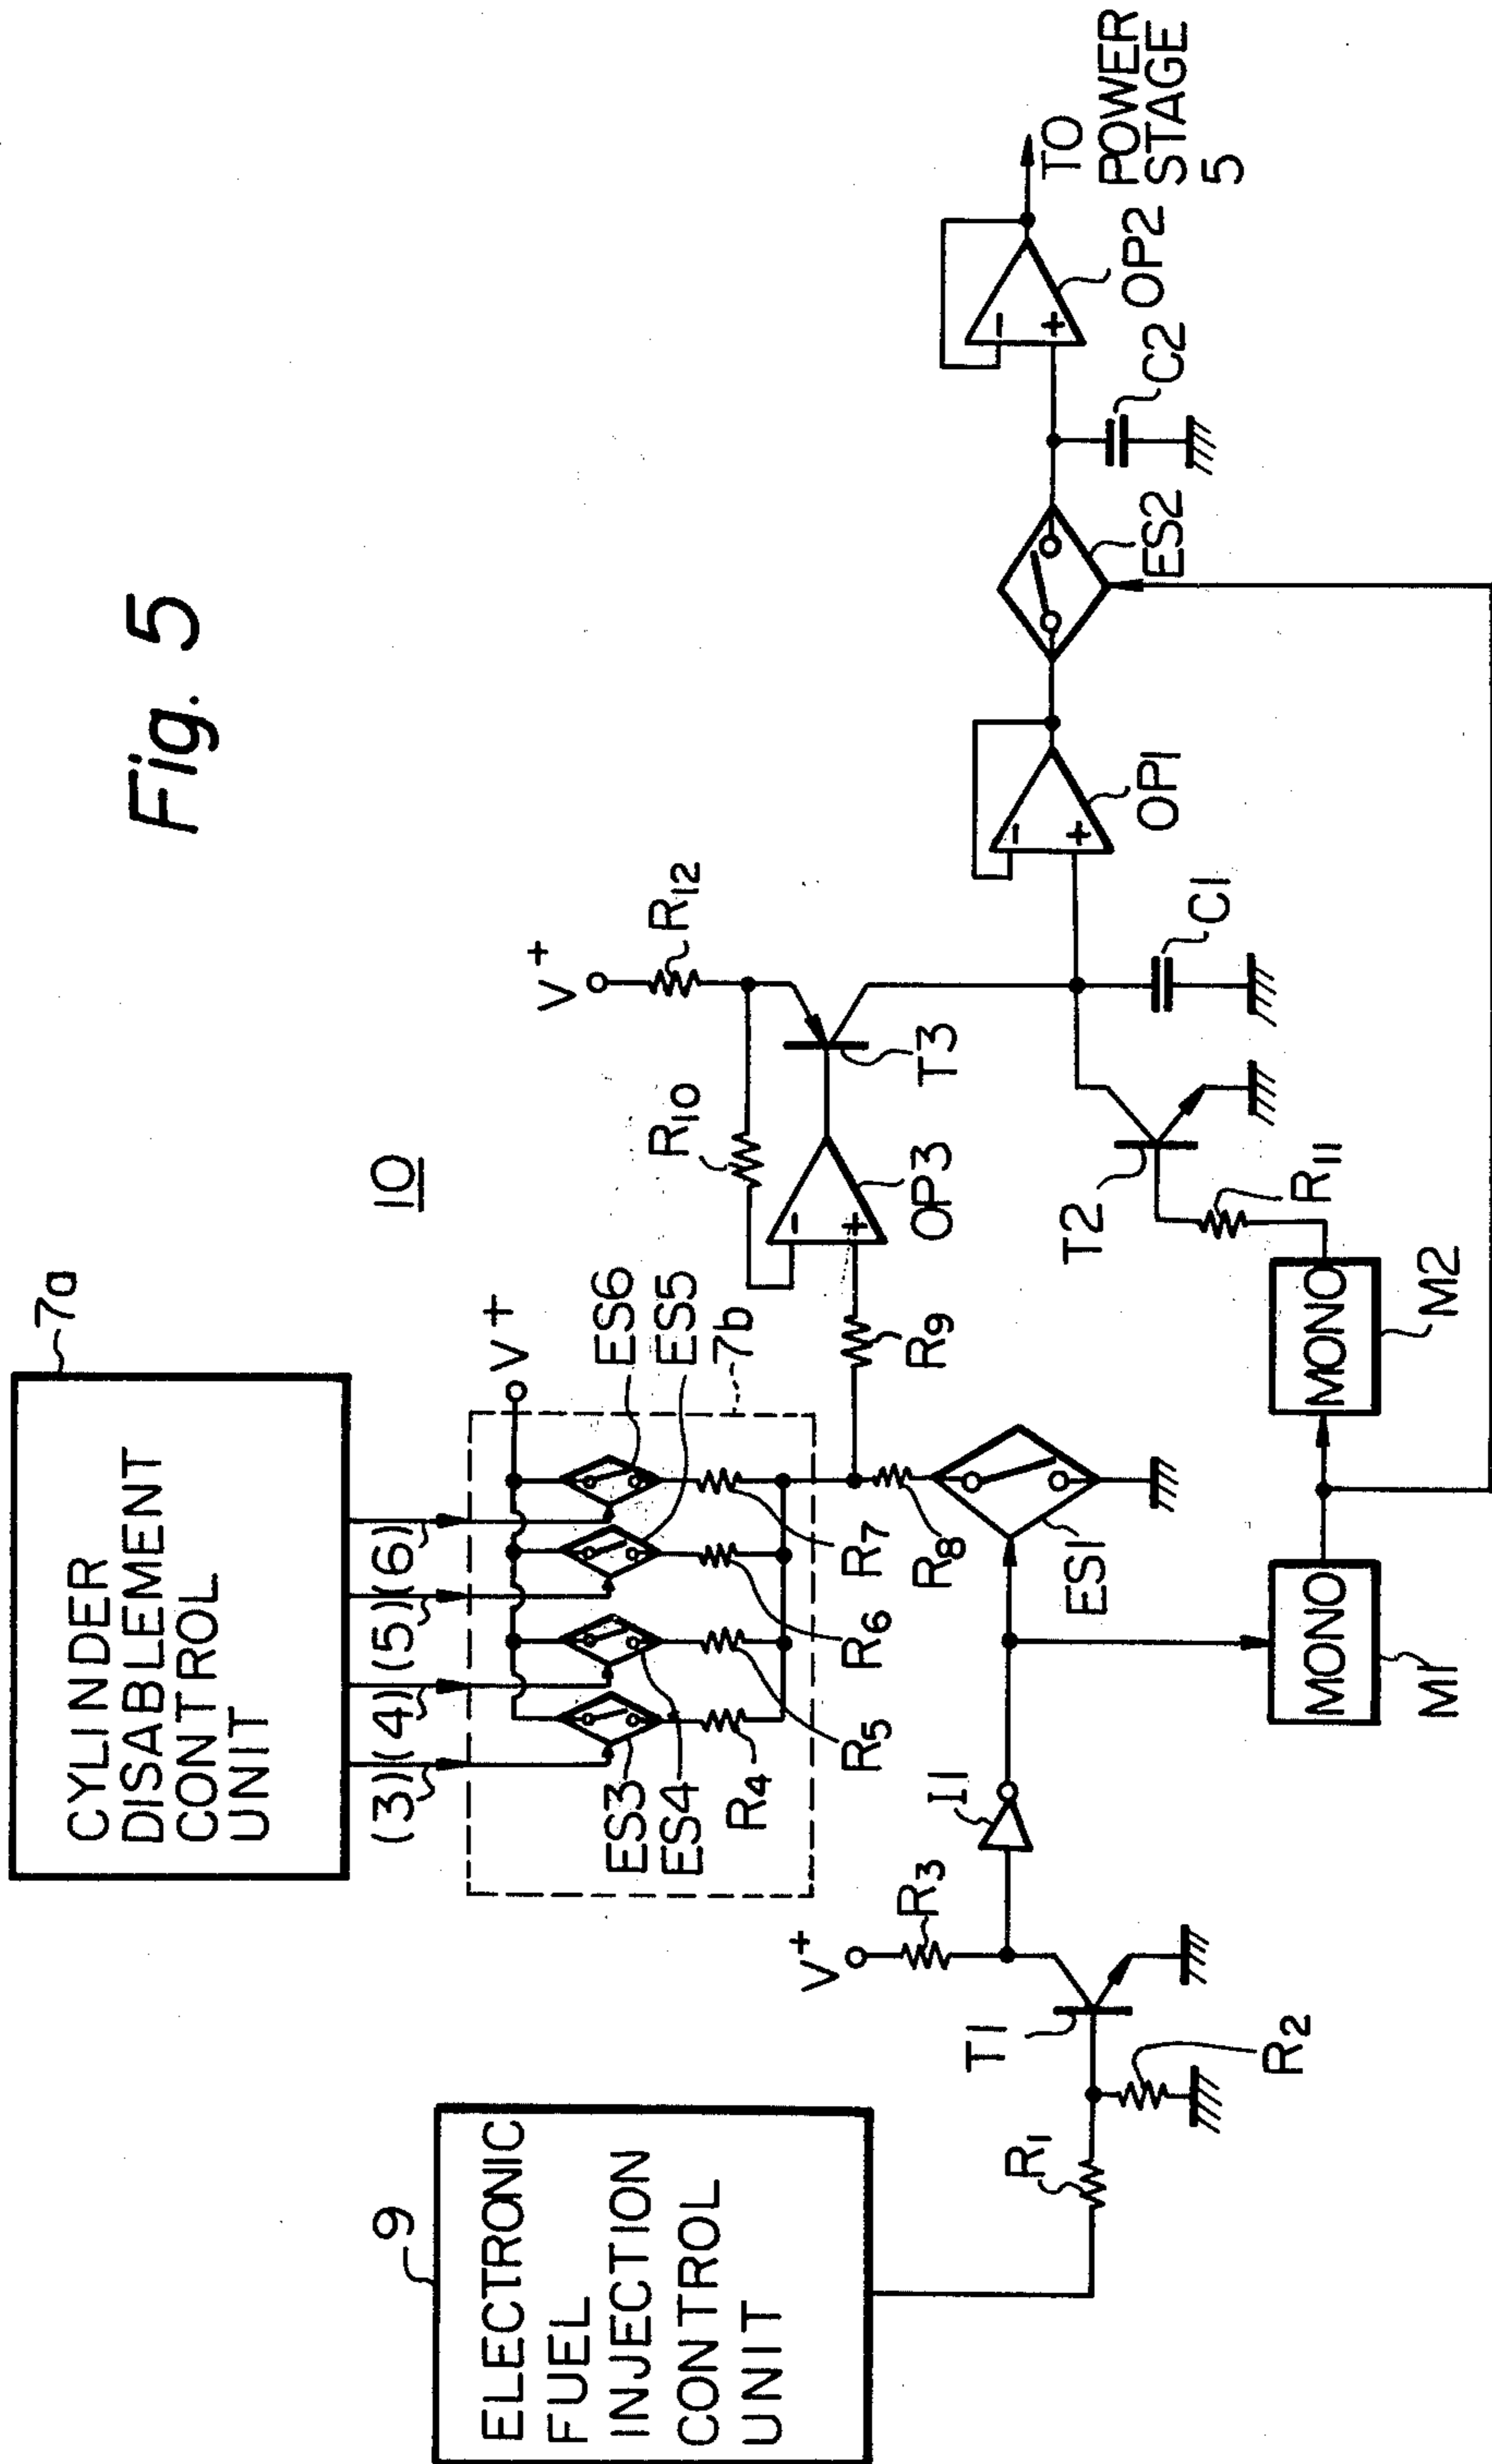 Fig. 5
10
7a
CYLINDER
DISABLEMENT
CONTROL
UNIT
(3)
(4)
(5)
(6)
V+
ES6
ES5
7b
ES3
ES4
R4
R5
R6
R7
R8
ES1
R9
OP3
R10
V+
R12
T3
9
ELECTRONIC
FUEL
INJECTION
CONTROL
UNIT
R1
R2
T1
V+
R3
I1
MONO
M1
MONO
M2
R11
T2
C1
-
+
OP1
ES2
C2
-
+
OP2
-
+
TO
POWER
STAGE
5